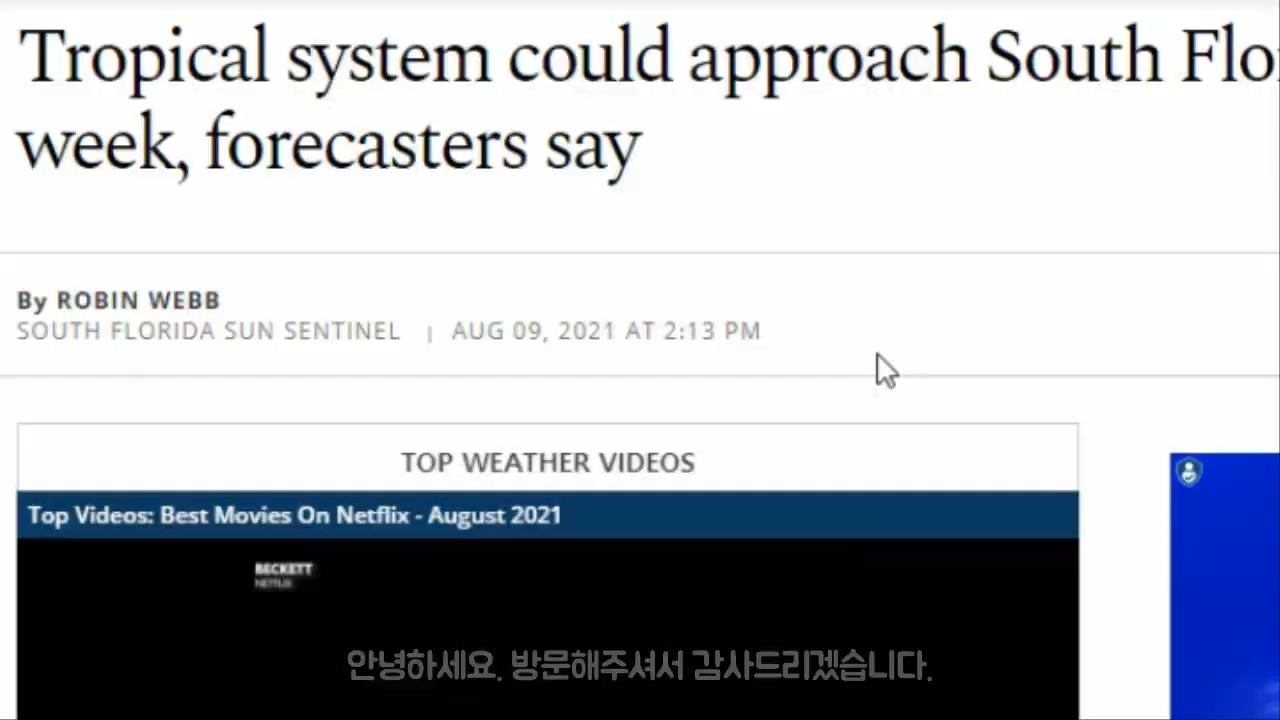 Tropical system could approach South Flo
week, forecasters say
By ROBIN WEBB
SOUTH FLORIDA SUN SENTINEL | AUG 09, 2021 AT 2:13 PM
TOP WEATHER VIDEOS
Top Videos: Best Movies On Netflix - August 2021
BECKETT
NETFLIX
안녕하세요. 방문해주셔서 감사드리겠습니다.